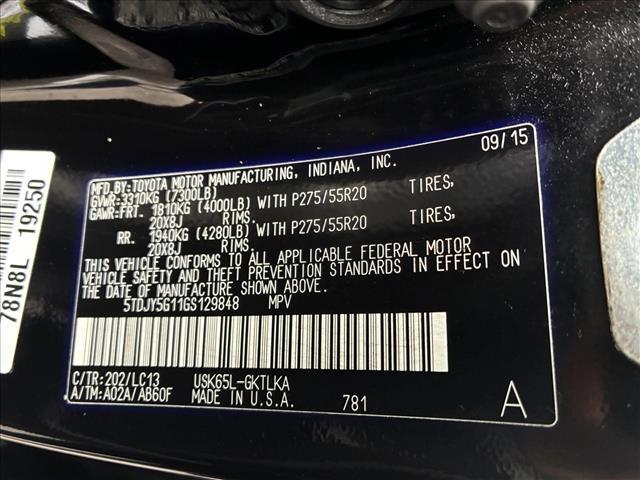 09/15
MFD.BY:TOYOTA MOTOR MANUFACTURING, INDIANA, INC.
GVWR:3310KG (7300LB)
GAWR:FRT. 1810KG (4000LB) WITH P275/55R20 TIRES,
20X8J RIMS.
RR. 1940KG (4280LB) WITH P275/55R20 TIRES,
20X8J RIMS.
THIS VEHICLE CONFORMS TO ALL APPLICABLE FEDERAL MOTOR
VEHICLE SAFETY AND THEFT PREVENTION STANDARDS IN EFFECT ON
THE DATE OF MANUFACTURE SHOWN ABOVE.
5TDJY5G11GS129848 MPV
C/TR:202/LC13 USK65L-GKTLKA
A/TM:A02A/AB60F MADE IN U.S.A. 781 A
78N8L 19250